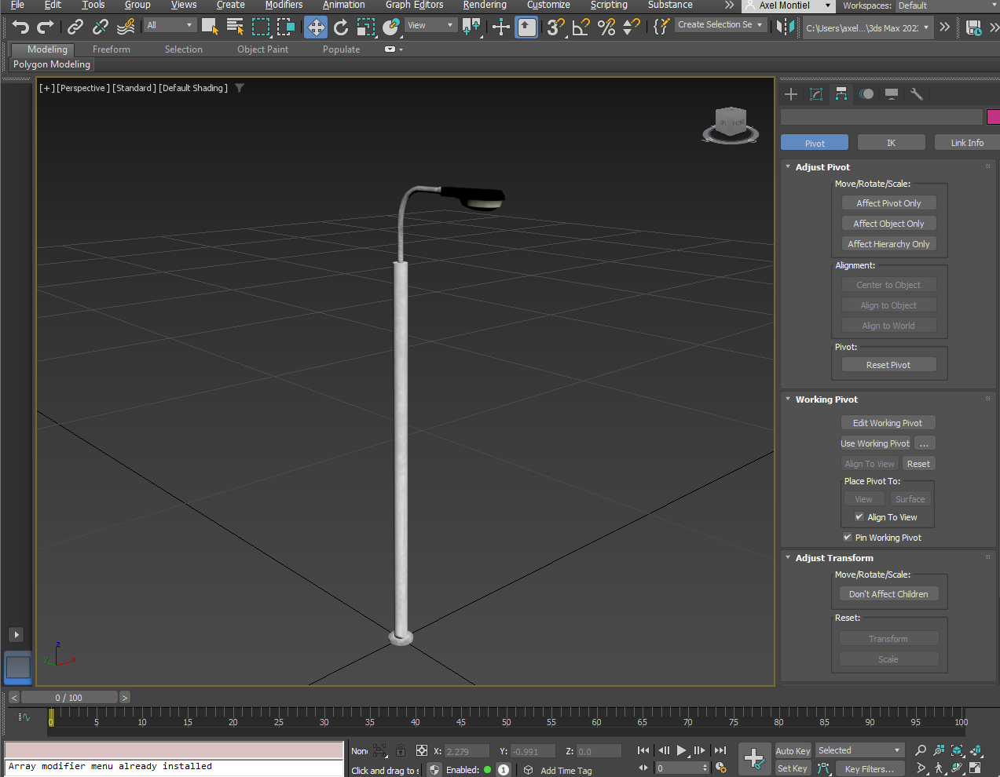 File Edit Tools Group Views Create Modifiers Animation Graph Editors Rendering Customize Scripting Substance Axel Montiel Workspaces: Default
All View 3 Create Selection Se C:\Users\axel...\3ds Max 202
Modeling Freeform Selection Object Paint Populate
Polygon Modeling
[+] [Perspective] [Standard] [Default Shading]
Pivot IK Link Info
Adjust Pivot
Move/Rotate/Scale:
Affect Pivot Only
Affect Object Only
Affect Hierarchy Only
Alignment:
Center to Object
Align to Object
Align to World
Pivot:
Reset Pivot
Working Pivot
Edit Working Pivot
Use Working Pivot ...
Align To View Reset
Place Pivot To:
View Surface
Align To View
Pin Working Pivot
Adjust Transform
Move/Rotate/Scale:
Don't Affect Children
Reset:
Transform
Scale
z
y x
< 0 / 100 >
0 5 10 15 20 25 30 35 40 45 50 55 60 65 70 75 80 85 90 95 100
None X: 2.279 Y: -0.991 Z: 0.0 Auto Key Selected
Array modifier menu already installed
Click and drag to s Enabled: 1 Add Time Tag 0 Set Key Key Filters...